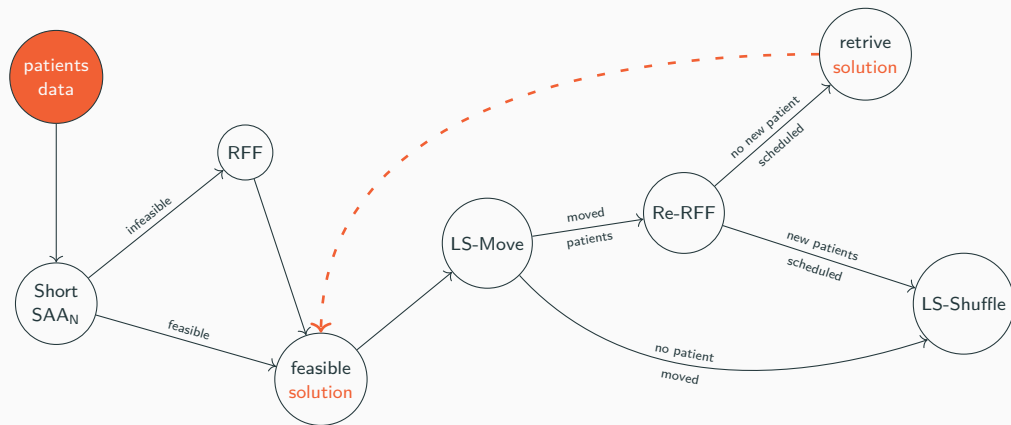 patients
data
RFF
infeasible
Short
SAA_N
feasible
feasible
solution
LS-Move
moved
patients
Re-RFF
no new patient
scheduled
retrive
solution
new patients
scheduled
LS-Shuffle
no patient
moved